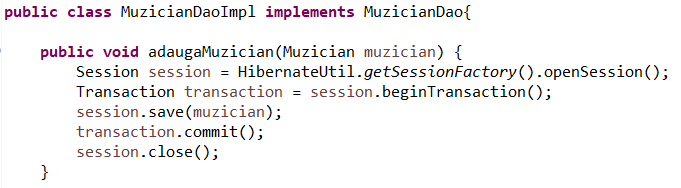 public class MuzicianDaoImpl implements MuzicianDao{
public void adaugaMuzician(Muzician muzician) {
Session session = HibernateUtil.getSessionFactory().openSession();
Transaction transaction = session.beginTransaction();
session.save(muzician);
transaction.commit();
session.close();
}